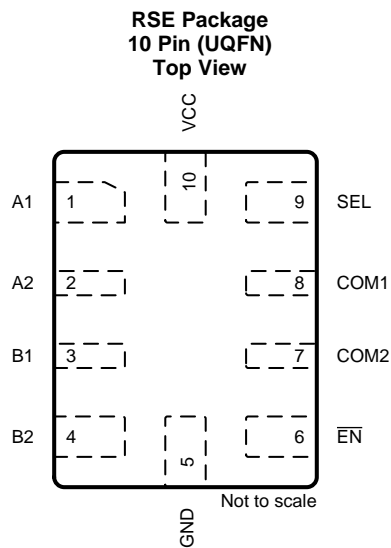 RSE Package
10 Pin (UQFN)
Top View
VCC
10
A1 1 9 SEL
A2 2 8 COM1
B1 3 7 COM2
B2 4 6 E̅N̅
5
Not to scale
GND